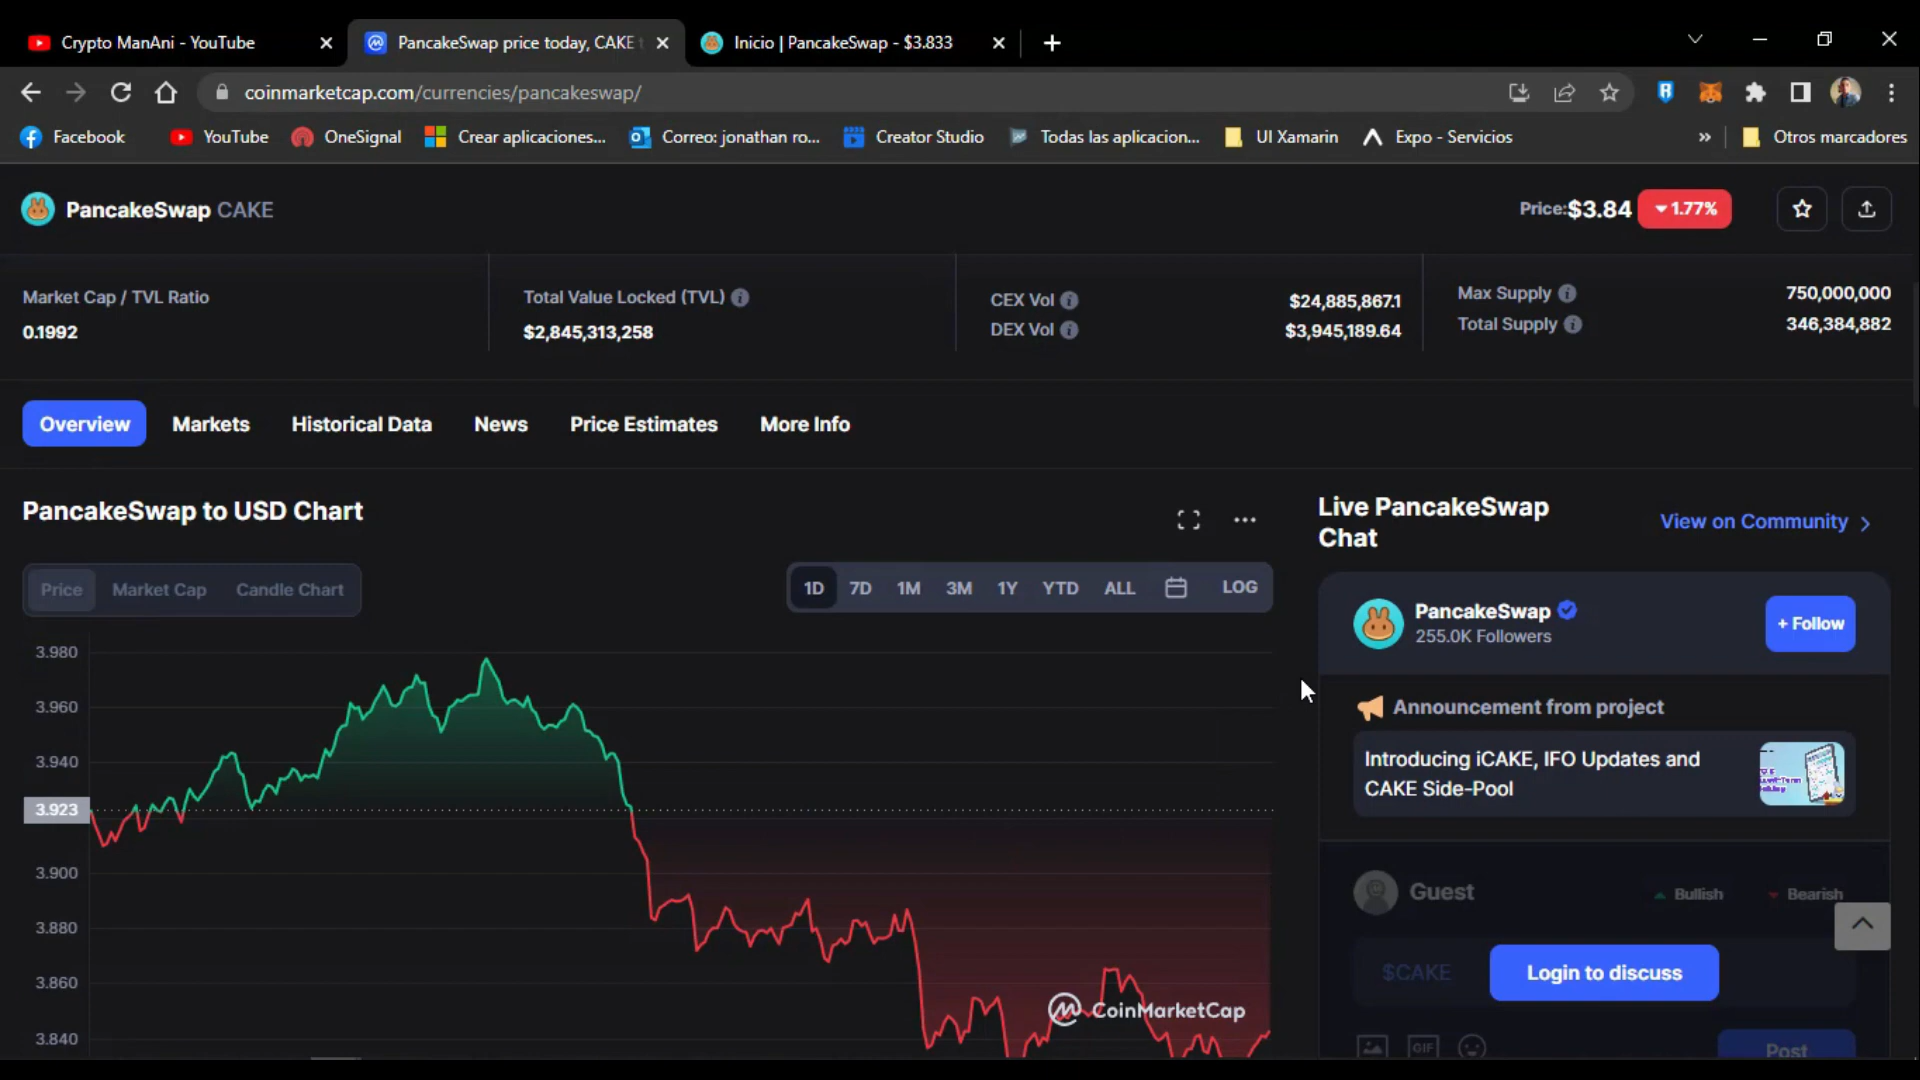 Crypto ManAni - YouTube
PancakeSwap price today, CAKE t
Inicio | PancakeSwap - $3.833
coinmarketcap.com/currencies/pancakeswap/
Facebook
YouTube
OneSignal
Crear aplicaciones...
Correo: jonathan ro...
Creator Studio
Todas las aplicacion...
UI Xamarin
Expo - Servicios
»
Otros marcadores
PancakeSwap CAKE
Price:$3.84
1.77%
Market Cap / TVL Ratio
0.1992
Total Value Locked (TVL)
$2,845,313,258
CEX Vol
$24,885,867.1
DEX Vol
$3,945,189.64
Max Supply
750,000,000
Total Supply
346,384,882
Overview
Markets
Historical Data
News
Price Estimates
More Info
PancakeSwap to USD Chart
Price
Market Cap
Candle Chart
1D
7D
1M
3M
1Y
YTD
ALL
LOG
3.980
3.960
3.940
3.923
3.900
3.880
3.860
3.840
CoinMarketCap
Live PancakeSwap
Chat
View on Community
PancakeSwap
255.0K Followers
+ Follow
Announcement from project
Introducing iCAKE, IFO Updates and
CAKE Side-Pool
Guest
Bullish
Bearish
$CAKE
Login to discuss
GIF
Post